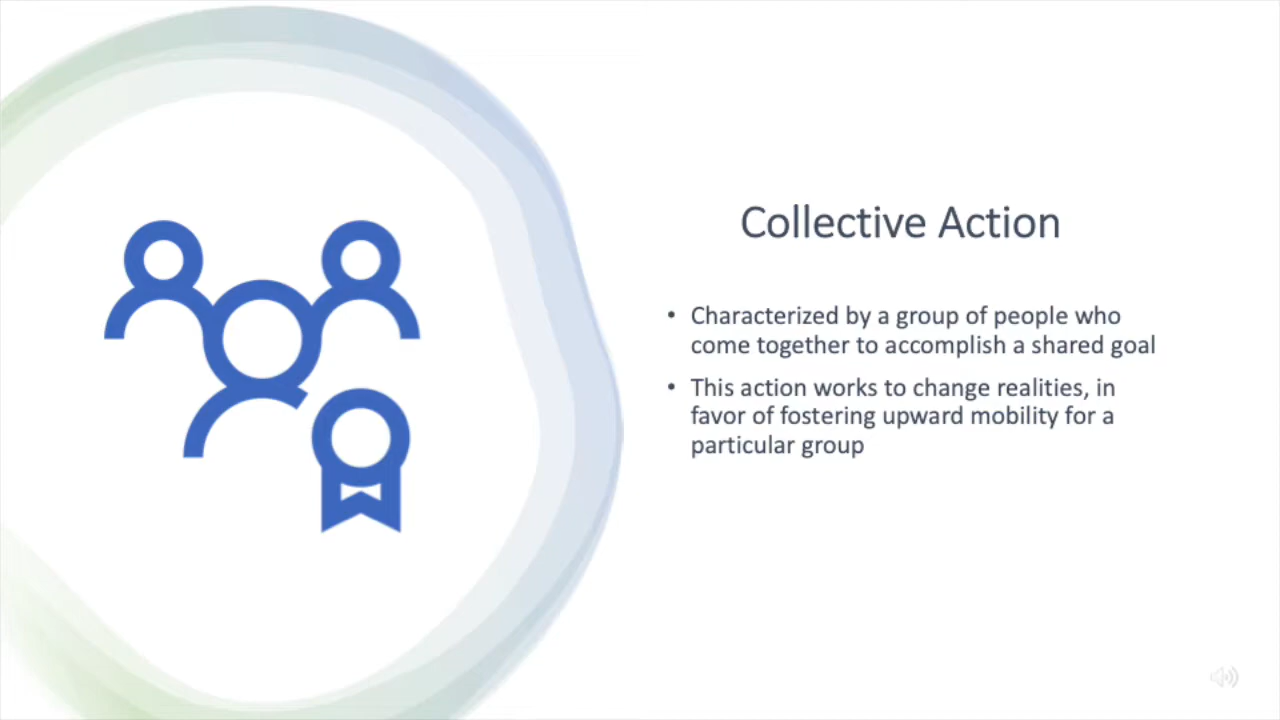 Collective Action
• Characterized by a group of people who
come together to accomplish a shared goal
• This action works to change realities, in
favor of fostering upward mobility for a
particular group